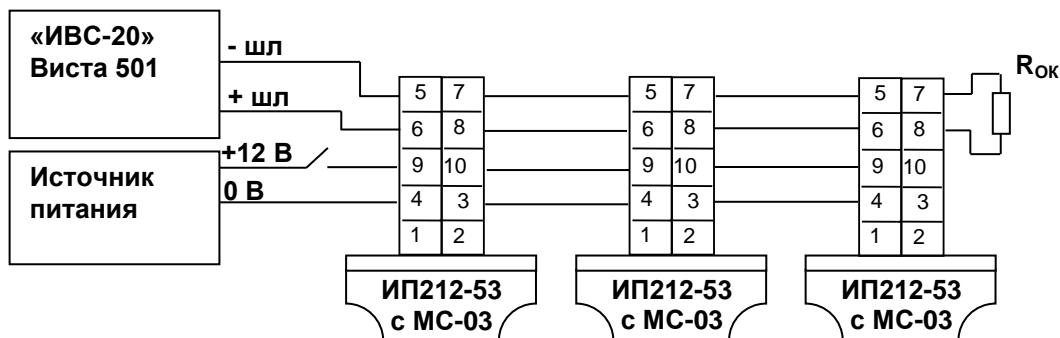 «ИВС-20»
Виста 501
- шл
+ шл
RОК
Источник
питания
+12 В
0 В
5 7
6 8
9 10
4 3
1 2
5 7
6 8
9 10
4 3
1 2
5 7
6 8
9 10
4 3
1 2
ИП212-53
с МС-03
ИП212-53
с МС-03
ИП212-53
с МС-03